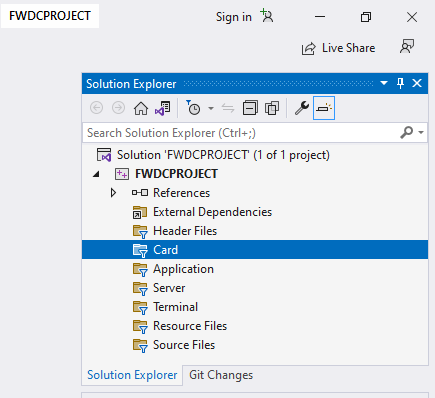 FWDCPROJECT
Sign in
Live Share
Solution Explorer
Search Solution Explorer (Ctrl+;)
Solution 'FWDCPROJECT' (1 of 1 project)
FWDCPROJECT
References
External Dependencies
Header Files
Card
Application
Server
Terminal
Resource Files
Source Files
Solution Explorer Git Changes